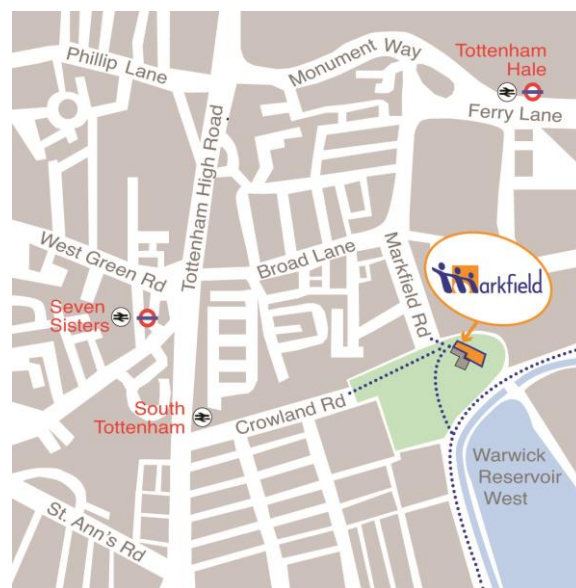 Tottenham
Hale
Phillip Lane
Monument Way
Ferry Lane
Tottenham High Road
West Green Rd
Broad Lane
Markfield Rd
markfield
Seven
Sisters
South
Tottenham
Crowland Rd
Warwick
Reservoir
West
St. Ann's Rd